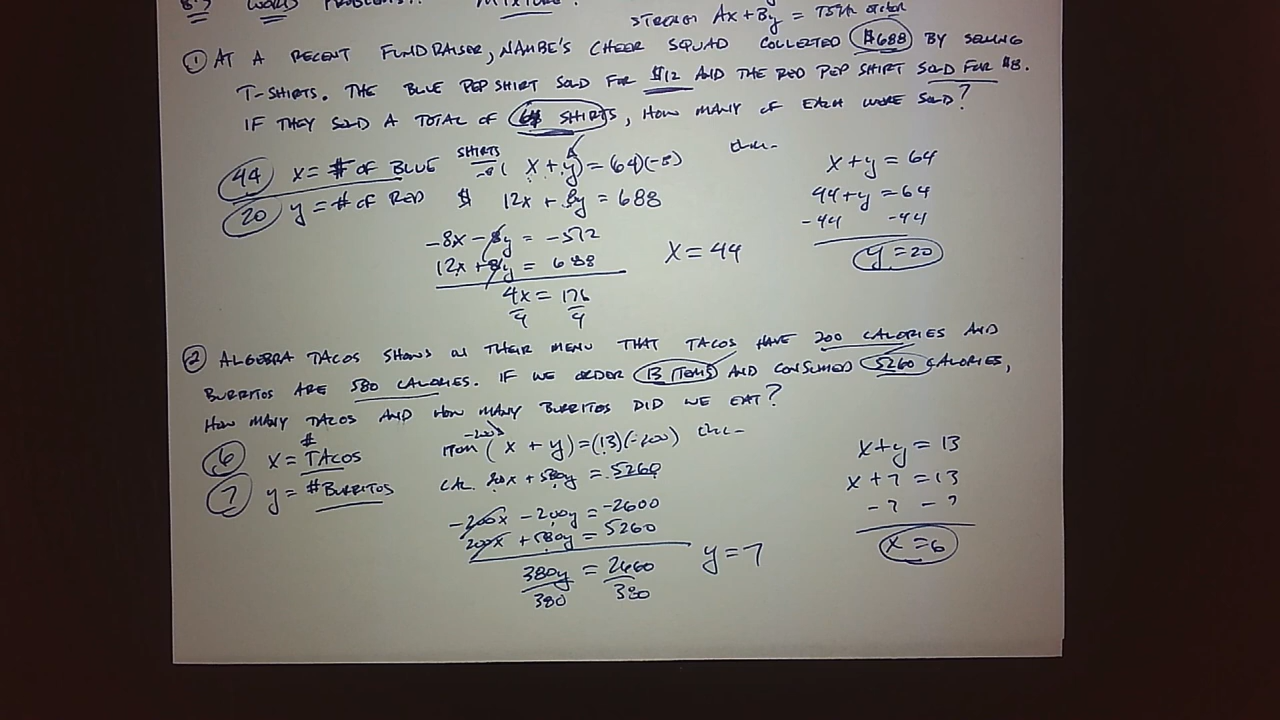 8.3 WORD PROBLEMS: MIXTURE:
Ax + By = TOTAL
① AT A RECENT FUNDRAISER, NAMBE'S CHEER SQUAD COLLECTED $688 BY SELLING
T-SHIRTS. THE BLUE PEP SHIRT SOLD FOR $12 AND THE RED PEP SHIRT SOLD FOR $8.
IF THEY SOLD A TOTAL OF 64 SHIRTS, HOW MANY OF EACH WERE SOLD?
44 x = # OF BLUE SHIRTS -8( x + y) = 64(-8) x + y = 64
20 y = # OF RED $ 12x + 8y = 688 44 + y = 64
-44 -44
-8x - 8y = -512
12x + 8y = 688 x = 44 y = 20
4x = 176
4 4
② ALGEBRA TACOS SHOWS ON THEIR MENU THAT TACOS HAVE 200 CALORIES AND
BURRITOS ARE 580 CALORIES. IF WE ORDER 13 ITEMS AND CONSUMED 5260 CALORIES,
HOW MANY TACOS AND HOW MANY BURRITOS DID WE EAT?
6 x = # TACOS ITEM -200( x + y) = (13)(-200) x + y = 13
7 y = # BURRITOS CAL. 200x + 580y = 5260 x + 7 = 13
-7 -7
-200x - 200y = -2600
200x + 580y = 5260 x = 6
y = 7
380y = 2660
380 380